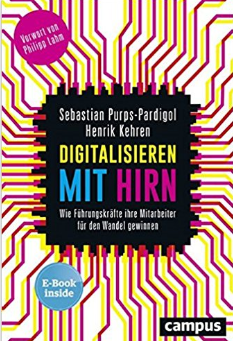 Vorwort von
Philipp Lahm
Sebastian Purps-Pardigol
Henrik Kehren
DIGITALISIEREN
MIT HIRN
Wie Führungskräfte ihre Mitarbeiter
für den Wandel gewinnen
E-Book
inside
campus